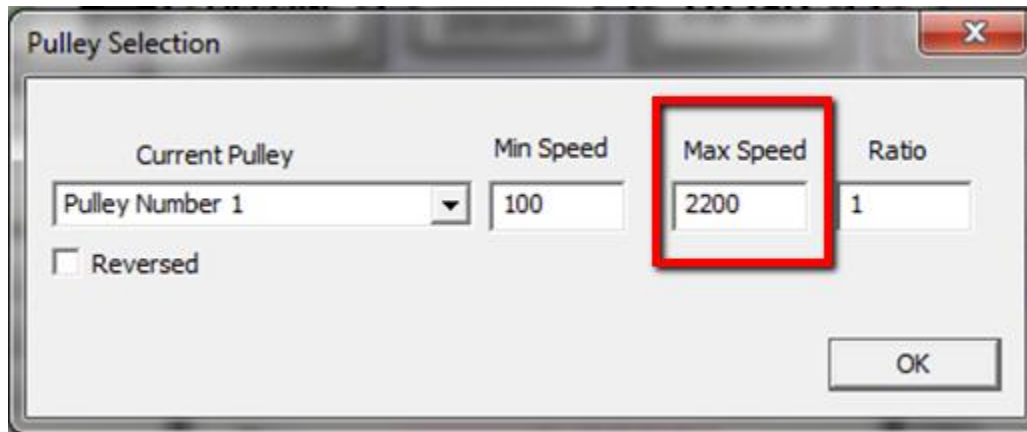 Pulley Selection
Current Pulley Min Speed Max Speed Ratio
Pulley Number 1 100 2200 1
Reversed
OK